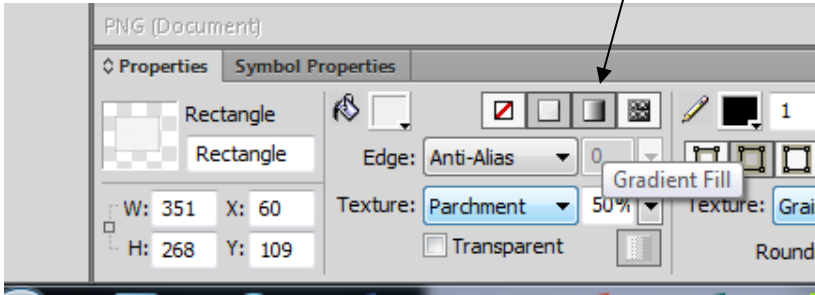 PNG (Document)
Properties Symbol Properties
Rectangle 1
Rectangle Edge: Anti-Alias 0
Gradient Fill
W: 351 X: 60 Texture: Parchment 50% Texture: Grai
H: 268 Y: 109 Transparent Round